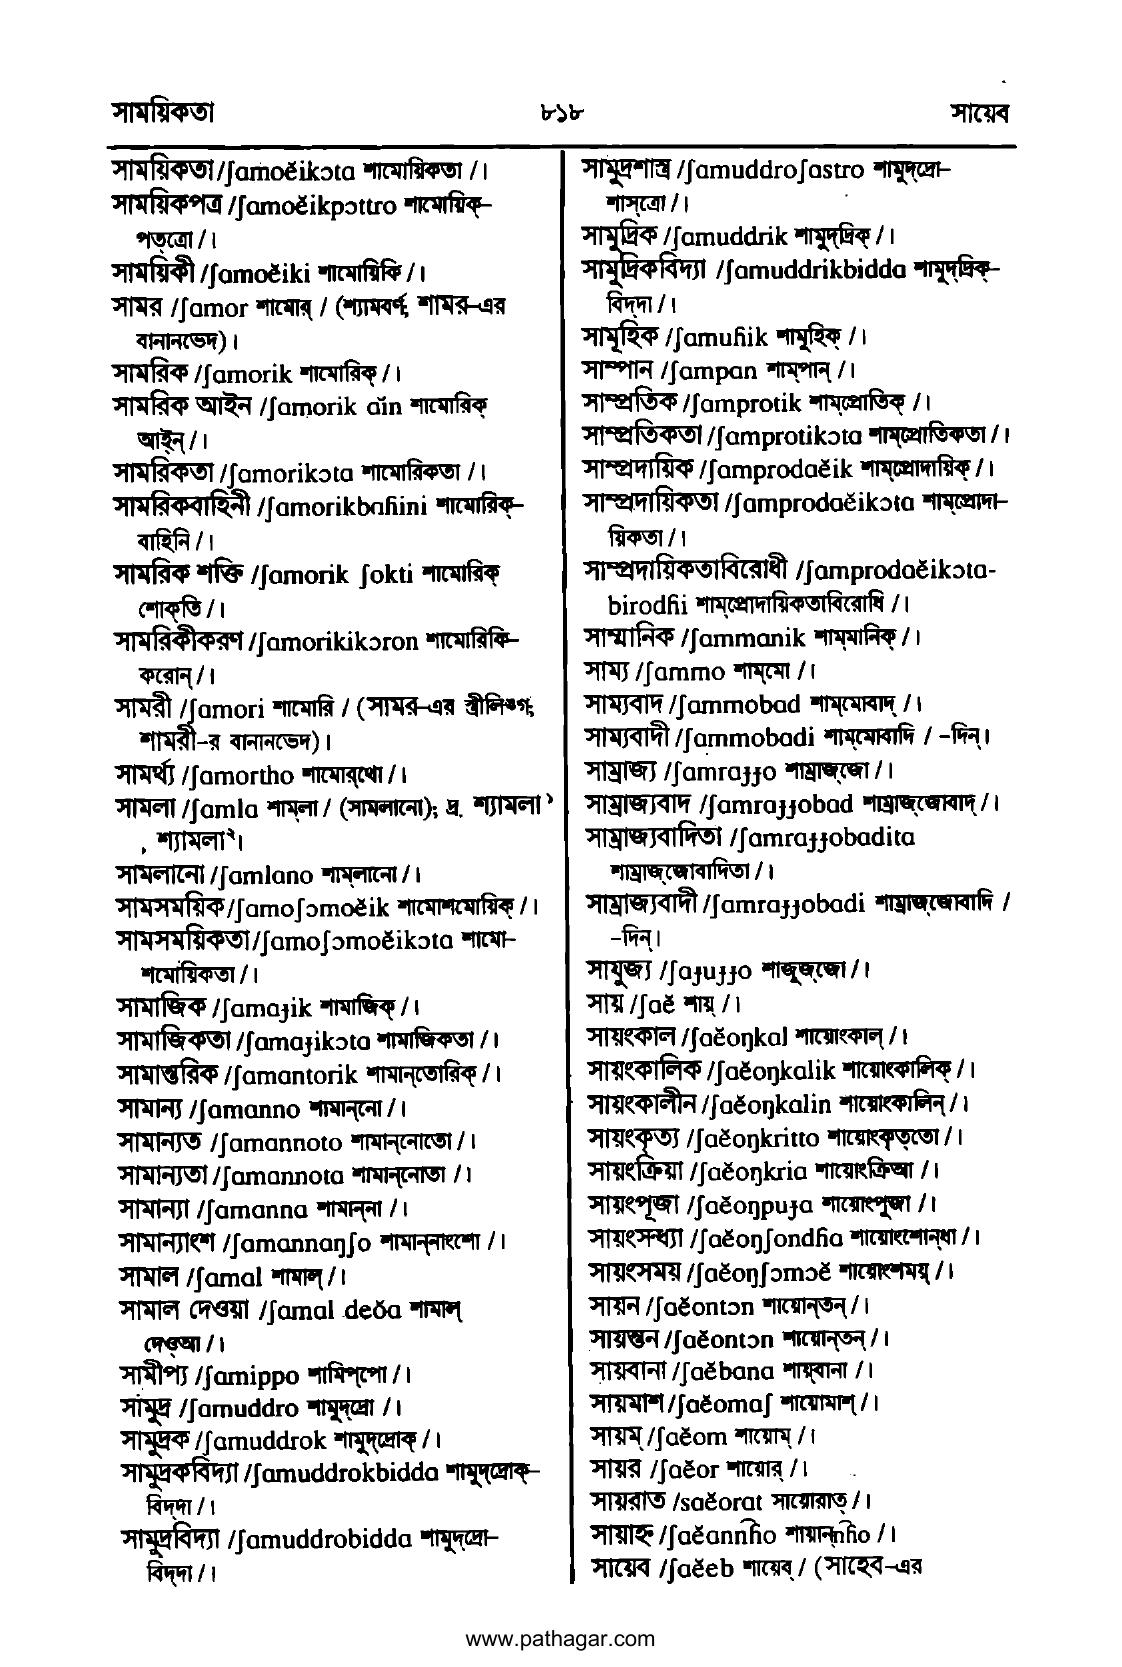 সাময়িকতা ৮১৮ সায়েব
সাময়িকতা /ʃamoĕikɔta শামোয়িকতা /।
সাময়িকপত্র /ʃamoĕikpɔttro শামোয়িক্-
পত্ত্রো /।
সাময়িকী /ʃamoĕiki শামোয়িকি /।
সামর /ʃamor শামোর্ / (শ্যামবর্ণ, শামর-এর
বানানভেদ)।
সামরিক /ʃamorik শামোরিক্ /।
সামরিক আইন /ʃamorik aĭn শামোরিক্
আইন্ /।
সামরিকতা /ʃamorikɔta শামোরিকতা /।
সামরিকবাহিনী /ʃamorikbaɦini শামোরিক্-
বাহিনি /।
সামরিক শক্তি /ʃamorik ʃokti শামোরিক্
শোক্‌তি /।
সামরিকীকরণ /ʃamorikikɔron শামোরিকি-
করোন্ /।
সামরী /ʃamori শামোরি / (সামর-এর স্ত্রীলিঙ্গ;
শামরী-র বানানভেদ)।
সামর্থ্য /ʃamortho শামোর্‌থো /।
সামলা /ʃamla শাম্‌লা / (সামলানো); দ্র. শ্যামলা¹
, শ্যামলা²।
সামলানো /ʃamlano শাম্‌লানো /।
সামসময়িক /ʃamoʃɔmoĕik শামোশমোয়িক্ /।
সামসময়িকতা /ʃamoʃɔmoĕikɔta শামো-
শমোয়িকতা /।
সামাজিক /ʃamaɟik শামাজিক্ /।
সামাজিকতা /ʃamaɟikɔta শামাজিকতা /।
সামান্তরিক /ʃamantorik শামান্‌তোরিক্ /।
সামান্য /ʃamanno শামান্‌নো /।
সামান্যত /ʃamannoto শামান্‌নোতো /।
সামান্যতা /ʃamannota শামান্‌নোতা /।
সামান্যা /ʃamanna শামান্‌না /।
সামান্যাংশ /ʃamannaŋʃo শামান্‌নাংশো /।
সামাল /ʃamal শামাল্ /।
সামাল দেওয়া /ʃamal deŏa শামাল্
দেওআ /।
সামীপ্য /ʃamippo শামিপ্‌পো /।
সামুদ্র /ʃamuddro শামুদ্‌দ্রো /।
সামুদ্রক /ʃamuddrok শামুদ্‌দ্রোক্ /।
সামুদ্রকবিদ্যা /ʃamuddrokbidda শামুদ্‌দ্রোক্-
বিদ্‌দা /।
সামুদ্রবিদ্যা /ʃamuddrobidda শামুদ্‌দ্রো-
বিদ্‌দা /।
সামুদ্রশাস্ত্র /ʃamuddroʃastro শামুদ্‌দ্রো-
শাস্‌ত্রো /।
সামুদ্রিক /ʃamuddrik শামুদ্‌দ্রিক্ /।
সামুদ্রিকবিদ্যা /ʃamuddrikbidda শামুদ্‌দ্রিক্-
বিদ্‌দা /।
সামূহিক /ʃamuɦik শামূহিক্ /।
সাম্পান /ʃampan শাম্‌পান্ /।
সাম্প্রতিক /ʃamprotik শাম্‌প্রোতিক্ /।
সাম্প্রতিকতা /ʃamprotikɔta শাম্‌প্রোতিকতা /।
সাম্প্রদায়িক /ʃamprodaĕik শাম্‌প্রোদায়িক্ /।
সাম্প্রদায়িকতা /ʃamprodaĕikɔta শাম্‌প্রোদা-
য়িকতা /।
সাম্প্রদায়িকতাবিরোধী /ʃamprodaĕikɔta-
birodɦi শাম্‌প্রোদায়িকতাবিরোধি /।
সাম্মানিক /ʃammanik শাম্‌মানিক্ /।
সাম্য /ʃammo শাম্‌মো /।
সাম্যবাদ /ʃammobad শাম্‌মোবাদ্ /।
সাম্যবাদী /ʃammobadi শাম্‌মোবাদি / -দিন্।
সাম্রাজ্য /ʃamraɟɟo শাম্রাজ্‌জো /।
সাম্রাজ্যবাদ /ʃamraɟɟobad শাম্রাজ্‌জোবাদ্ /।
সাম্রাজ্যবাদিতা /ʃamraɟɟobadita
শাম্রাজ্‌জোবাদিতা /।
সাম্রাজ্যবাদী /ʃamraɟɟobadi শাম্রাজ্‌জোবাদি /
-দিন্।
সাযুজ্য /ʃaɟuɟɟo শাজুজ্‌জো /।
সায় /ʃaĕ শায়্ /।
সায়ংকাল /ʃaĕoŋkal শায়োংকাল্ /।
সায়ংকালিক /ʃaĕoŋkalik শায়োংকালিক্ /।
সায়ংকালীন /ʃaĕoŋkalin শায়োংকালিন্ /।
সায়ংকৃত্য /ʃaĕoŋkritto শায়োংকৃত্‌তো /।
সায়ংক্রিয়া /ʃaĕoŋkria শায়োংক্রিআ /।
সায়ংপূজা /ʃaĕoŋpuɟa শায়োংপুজা /।
সায়ংসন্ধ্যা /ʃaĕoŋʃondɦa শায়োংশোন্‌ধা /।
সায়ংসময় /ʃaĕoŋʃɔmɔĕ শায়োংশময়্ /।
সায়ন /ʃaĕontɔn শায়োন্‌তন্ /।
সায়ন্তন /ʃaĕontɔn শায়োন্‌তন্ /।
সায়বানা /ʃaĕbana শায়্‌বানা /।
সায়মাশ /ʃaĕomaʃ শায়োমাশ্ /।
সায়ম্ /ʃaĕom শায়োম্ /।
সায়র /ʃaĕor শায়োর্ /।
সায়রাত /saĕorat সায়োরাত্ /।
সায়াহ্ন /ʃaĕannɦo শায়ান্nɦo /।
সায়েব /ʃaĕeb শায়েব্ / (সাহেব-এর
www.pathagar.com